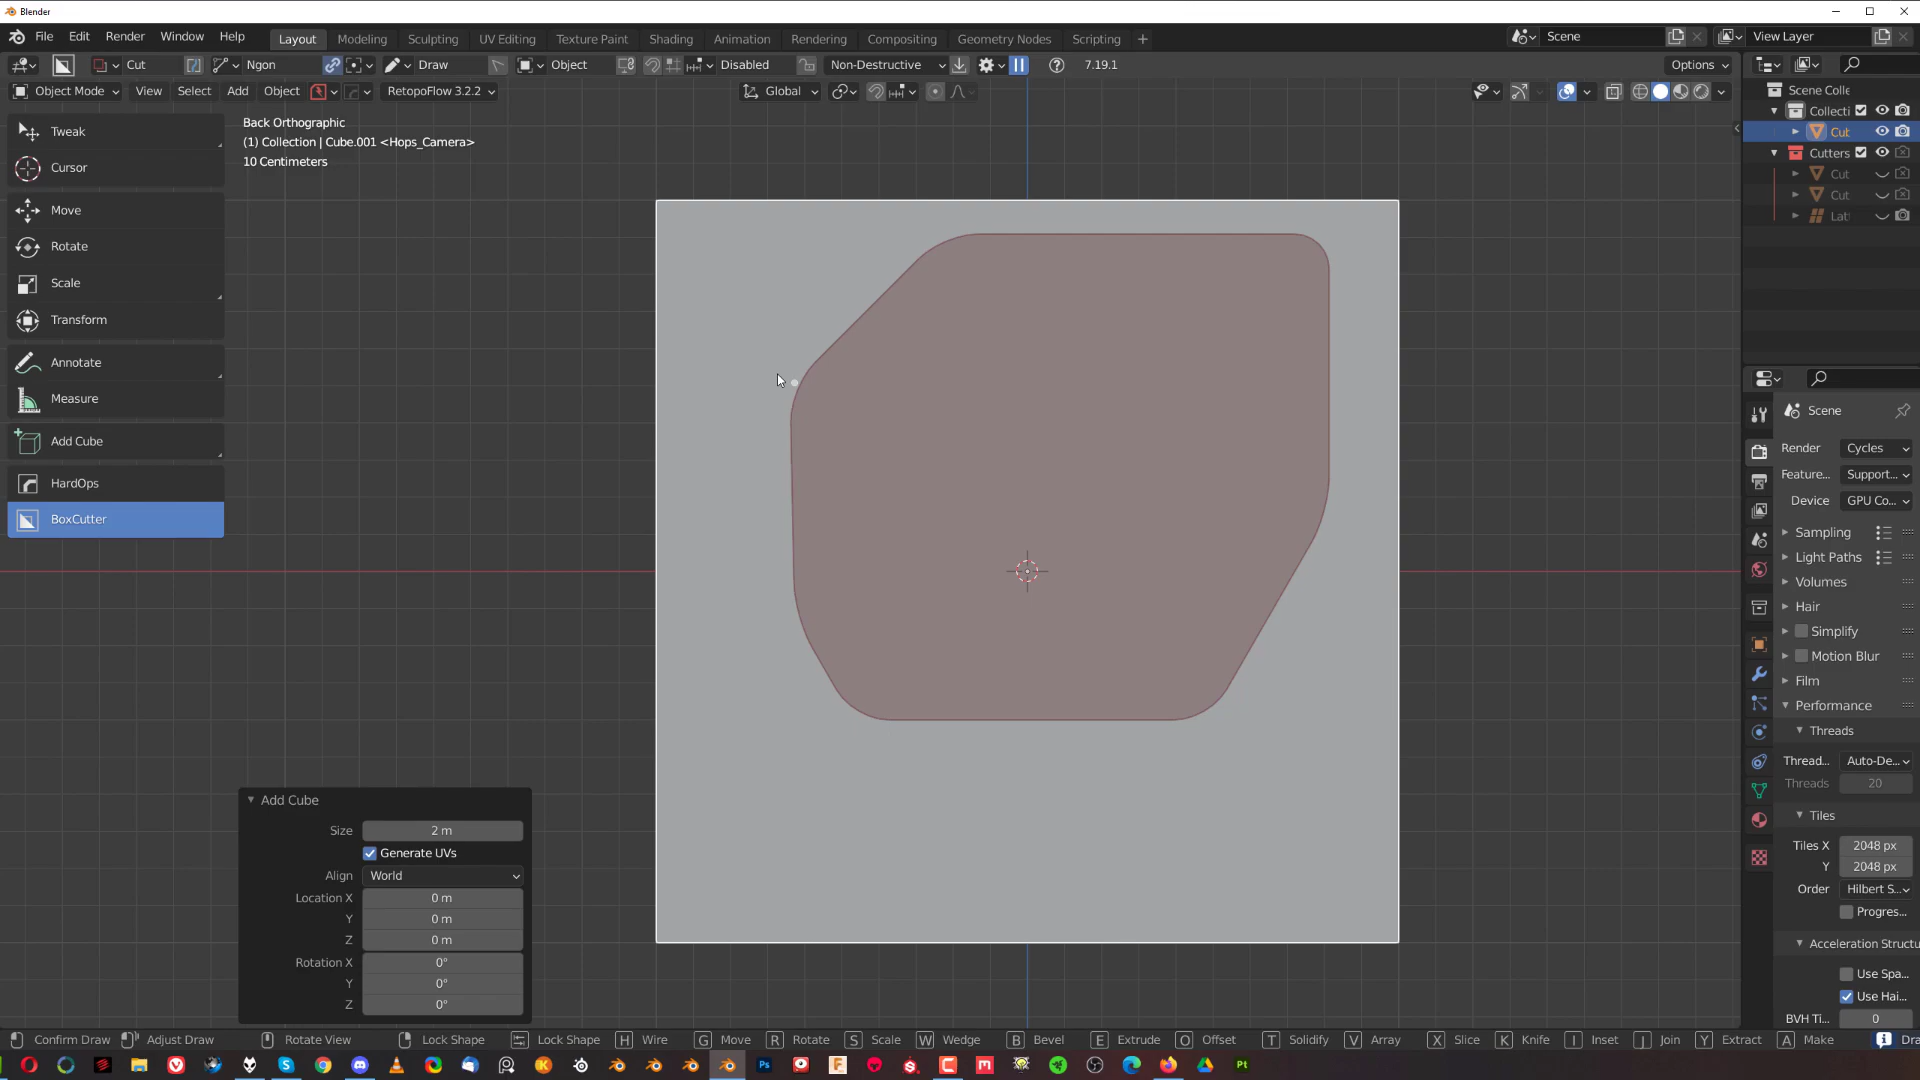 Blender
File Edit Render Window Help Layout Modeling Sculpting UV Editing Texture Paint Shading Animation Rendering Compositing Geometry Nodes Scripting + Scene View Layer
Cut Ngon Draw Object Disabled Non-Destructive 7.19.1 Options
Object Mode View Select Add Object RetopoFlow 3.2.2 Global
Scene Colle
Collecti
Cut
Cutters
Cut
Cut
Lat
Tweak
Cursor
Move
Rotate
Scale
Transform
Annotate
Measure
Add Cube
HardOps
BoxCutter
Back Orthographic
(1) Collection | Cube.001 <Hops_Camera>
10 Centimeters
Add Cube
Size 2 m
Generate UVs
Align World
Location X 0 m
Y 0 m
Z 0 m
Rotation X 0°
Y 0°
Z 0°
Scene
Render Cycles
Feature... Support...
Device GPU Co...
Sampling
Light Paths
Volumes
Hair
Simplify
Motion Blur
Film
Performance
Threads
Thread... Auto-De...
Threads 20
Tiles
Tiles X 2048 px
Y 2048 px
Order Hilbert S...
Progres...
Acceleration Structu
Use Spa...
Use Hai...
BVH Ti... 0
Confirm Draw Adjust Draw Rotate View Lock Shape Lock Shape H Wire G Move R Rotate S Scale W Wedge B Bevel E Extrude O Offset T Solidify V Array X Slice K Knife I Inset J Join Y Extract A Make Dra